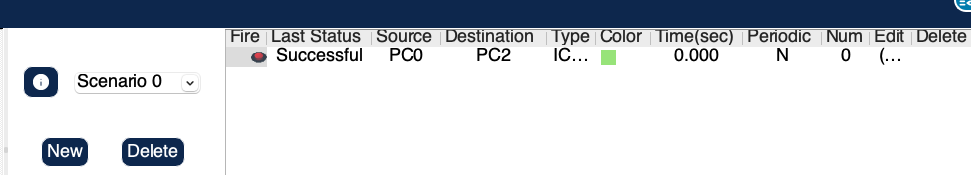 Fire Last Status Source Destination Type Color Time(sec) Periodic Num Edit Delete
Successful PC0 PC2 IC... 0.000 N 0 (...
Scenario 0
New Delete